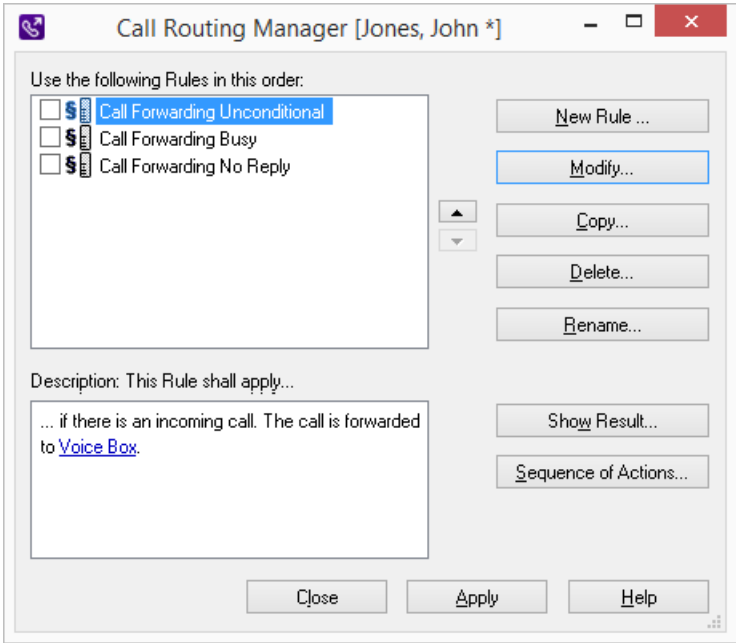 Call Routing Manager [Jones, John *]
Use the following Rules in this order:
§ Call Forwarding Unconditional
§ Call Forwarding Busy
§ Call Forwarding No Reply
New Rule ...
Modify...
Copy...
Delete...
Rename...
Description: This Rule shall apply...
... if there is an incoming call. The call is forwarded
to Voice Box.
Show Result...
Sequence of Actions...
Close
Apply
Help